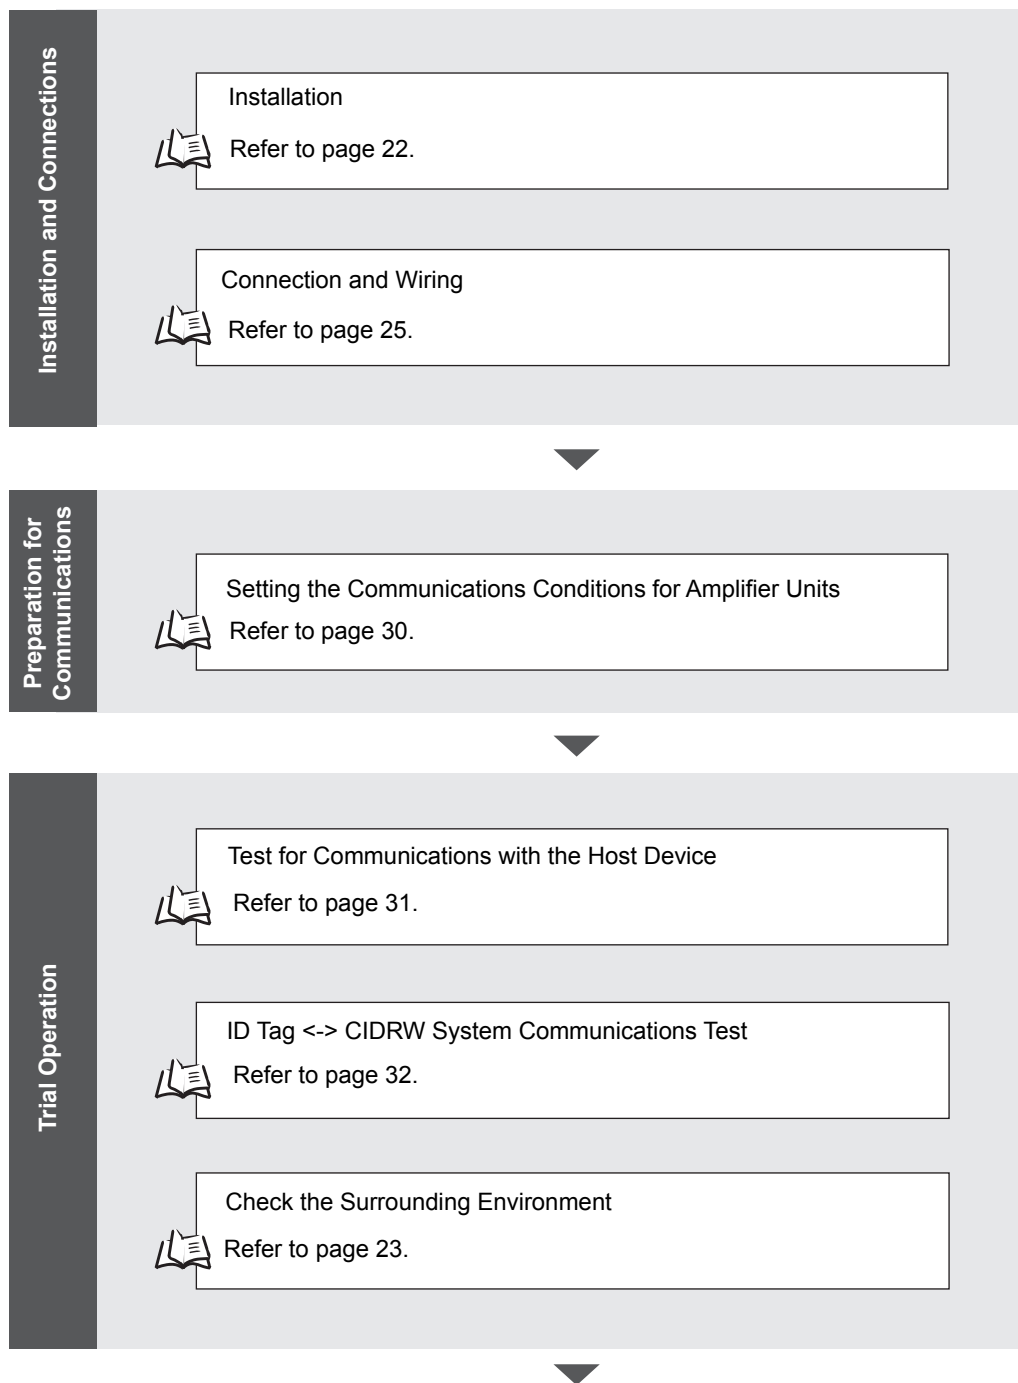 Installation and Connections
Installation
Refer to page 22.
Connection and Wiring
Refer to page 25.
Preparation for
Communications
Setting the Communications Conditions for Amplifier Units
Refer to page 30.
Trial Operation
Test for Communications with the Host Device
Refer to page 31.
ID Tag <-> CIDRW System Communications Test
Refer to page 32.
Check the Surrounding Environment
Refer to page 23.